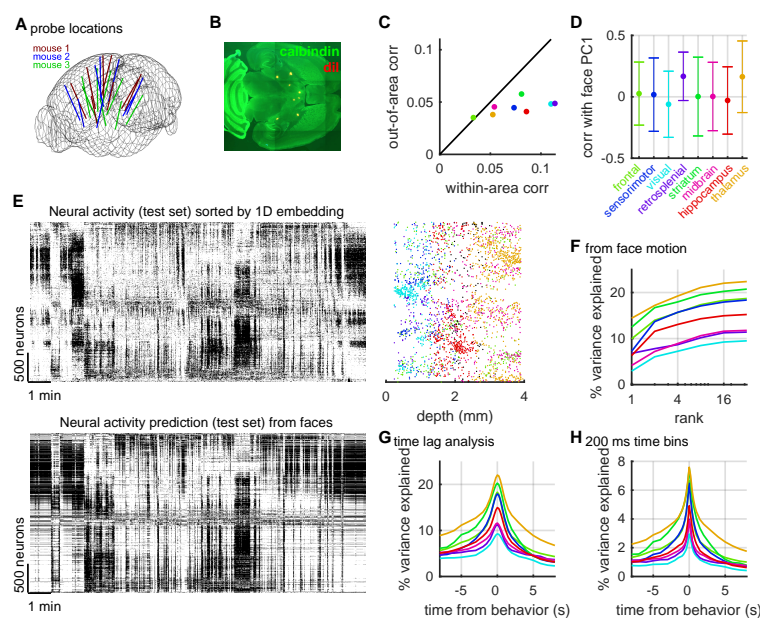 A probe locations
mouse 1
mouse 2
mouse 3
B
calbindin
diI
C
out-of-area corr
0.11
0.05
0
0
0.05
0.11
within-area corr
D
corr with face PC1
0.5
0
-0.5
frontal
sensorimotor
visual
retrosplenial
striatum
midbrain
hippocampus
thalamus
E
Neural activity (test set) sorted by 1D embedding
500 neurons
1 min
0
2
4
depth (mm)
Neural activity prediction (test set) from faces
500 neurons
1 min
F from face motion
% variance explained
20
10
0
1
4
16
rank
G time lag analysis
% variance explained
20
10
0
-5
0
5
time from behavior (s)
H 200 ms time bins
% variance explained
8
6
4
2
0
-5
0
5
time from behavior (s)